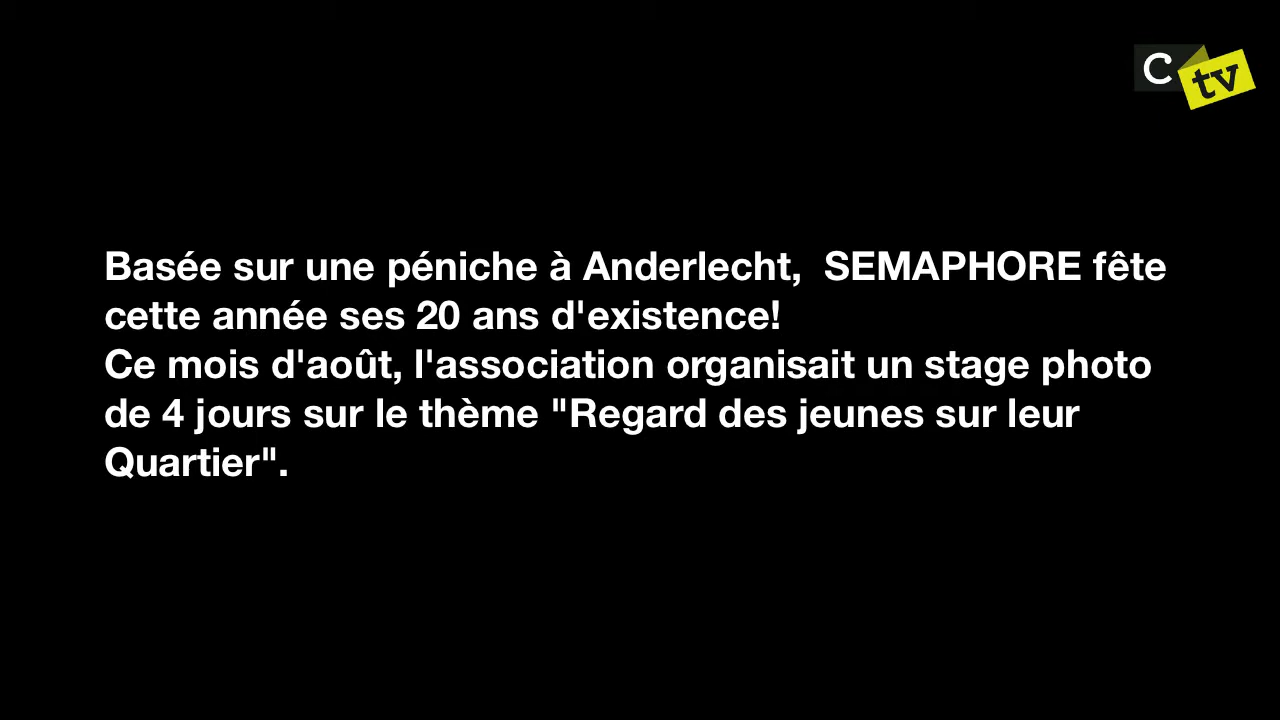 C tv
Basée sur une péniche à Anderlecht,  SEMAPHORE fête
cette année ses 20 ans d'existence!
Ce mois d'août, l'association organisait un stage photo
de 4 jours sur le thème "Regard des jeunes sur leur
Quartier".